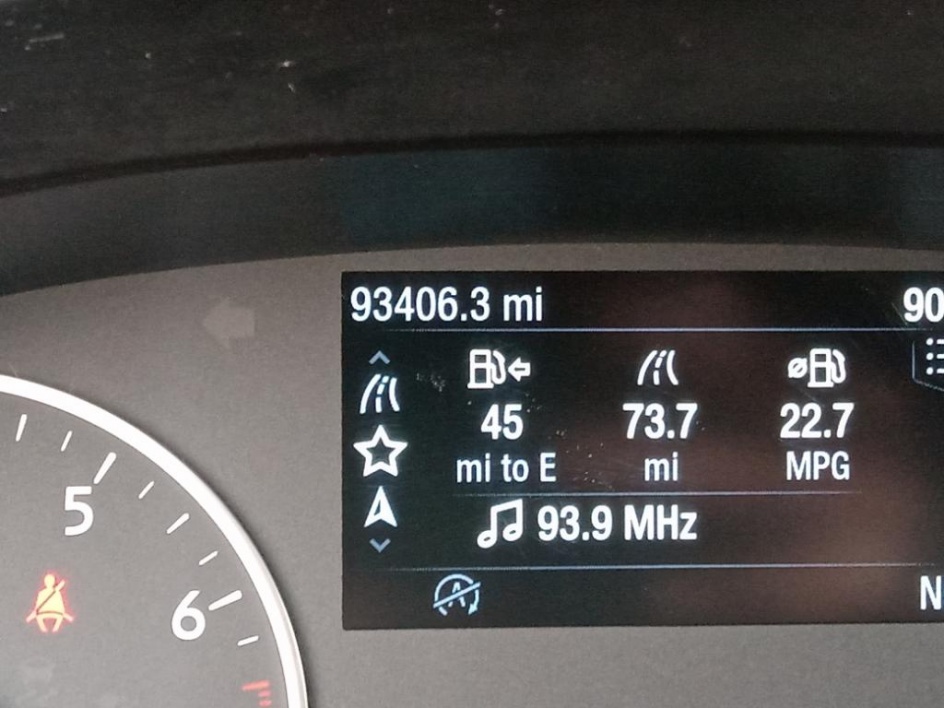 93406.3 mi 90
45 73.7 22.7
mi to E mi MPG
93.9 MHz
N
5
6